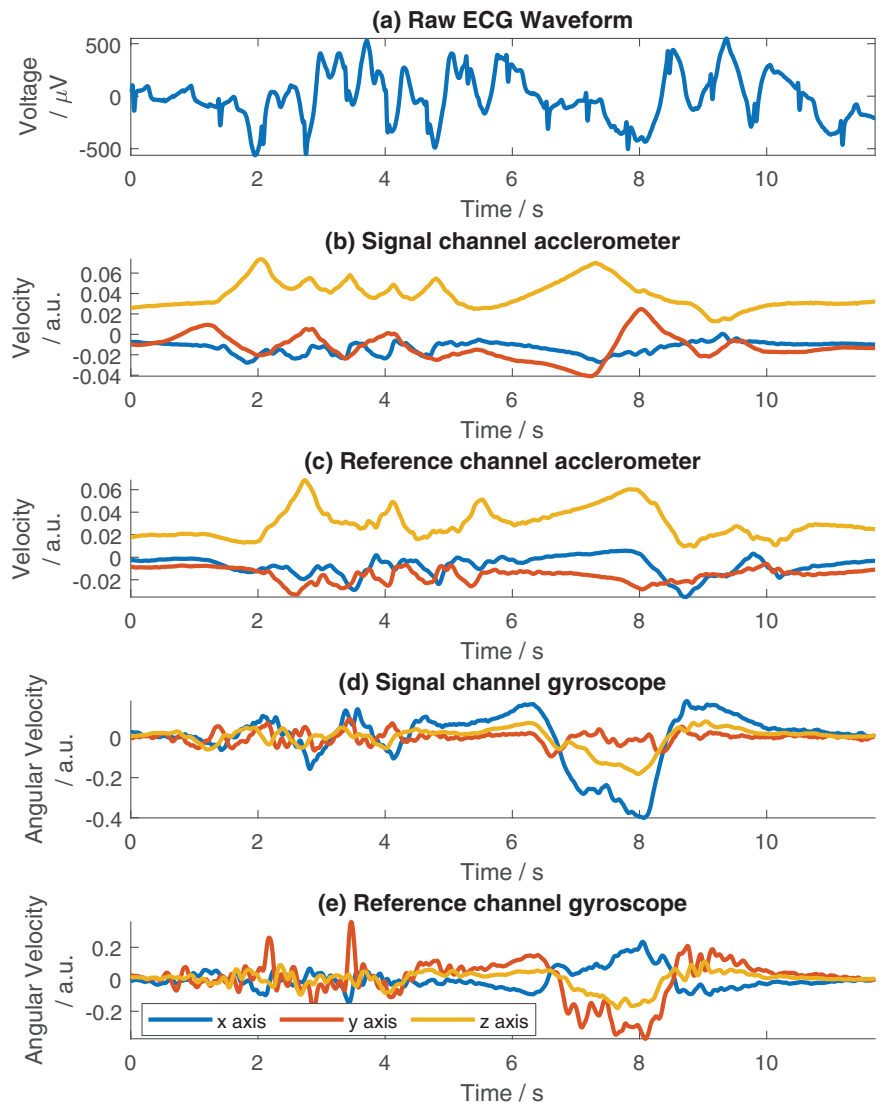 (a) Raw ECG Waveform
Voltage
/ μV
500
0
-500
0 2 4 6 8 10
Time / s
(b) Signal channel acclerometer
Velocity
/ a.u.
0.06
0.04
0.02
0
-0.02
-0.04
0 2 4 6 8 10
Time / s
(c) Reference channel acclerometer
Velocity
/ a.u.
0.06
0.04
0.02
0
-0.02
0 2 4 6 8 10
Time / s
(d) Signal channel gyroscope
Angular Velocity
/ a.u.
0
-0.2
-0.4
0 2 4 6 8 10
Time / s
(e) Reference channel gyroscope
Angular Velocity
/ a.u.
0.2
0
-0.2
x axis y axis z axis
0 2 4 6 8 10
Time / s